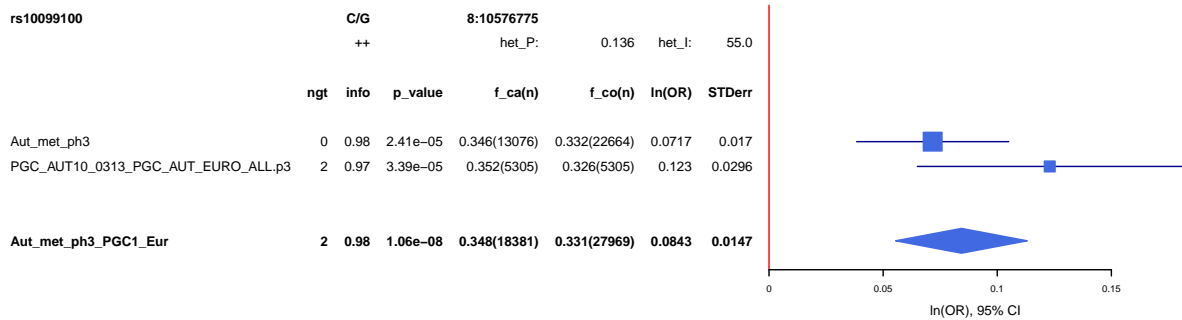 rs10099100 C/G 8:10576775
++ het_P: 0.136 het_I: 55.0
ngt info p_value f_ca(n) f_co(n) ln(OR) STDerr
Aut_met_ph3 0 0.98 2.41e−05 0.346(13076) 0.332(22664) 0.0717 0.017
PGC_AUT10_0313_PGC_AUT_EURO_ALL.p3 2 0.97 3.39e−05 0.352(5305) 0.326(5305) 0.123 0.0296
Aut_met_ph3_PGC1_Eur 2 0.98 1.06e−08 0.348(18381) 0.331(27969) 0.0843 0.0147
0 0.05 0.1 0.15
ln(OR), 95% CI